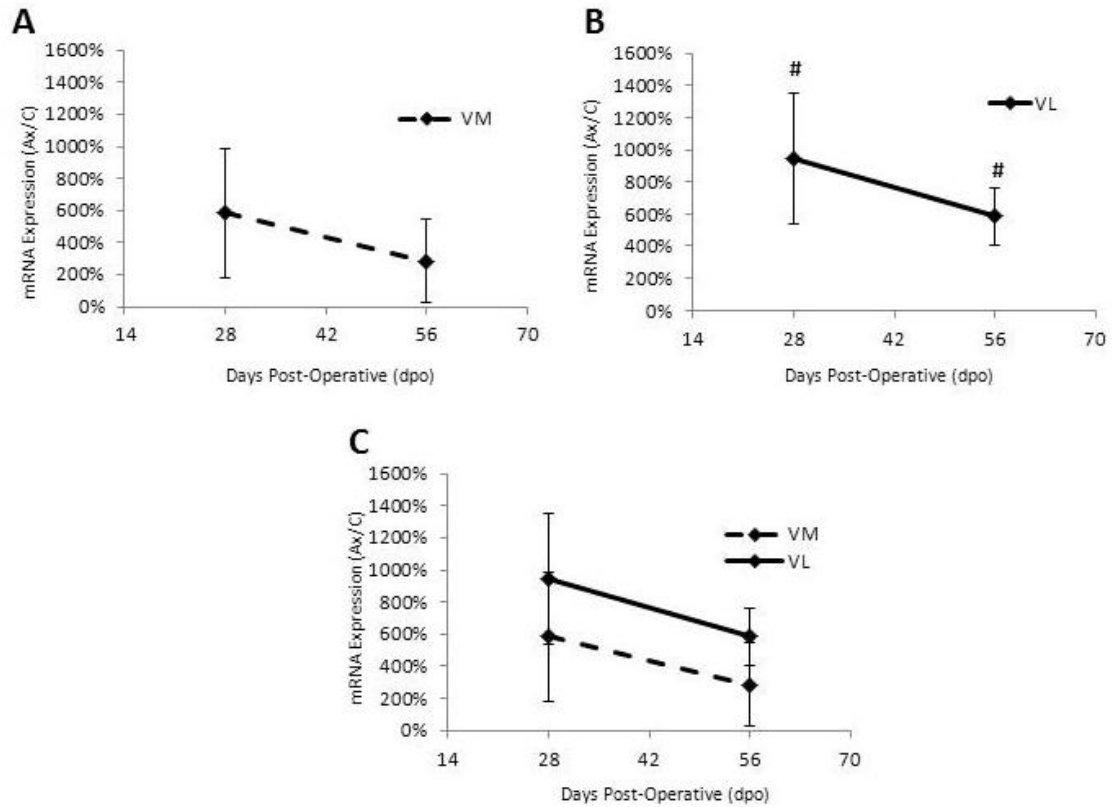 A
1600%
1400%
1200%
1000%
800%
600%
400%
200%
0%
mRNA Expression (Ax/C)
VM
14 28 42 56 70
Days Post-Operative (dpo)
B
1600%
1400%
1200%
1000%
800%
600%
400%
200%
0%
mRNA Expression (Ax/C)
#
#
VL
14 28 42 56 70
Days Post-Operative (dpo)
C
1600%
1400%
1200%
1000%
800%
600%
400%
200%
0%
mRNA Expression (Ax/C)
VM
VL
14 28 42 56 70
Days Post-Operative (dpo)